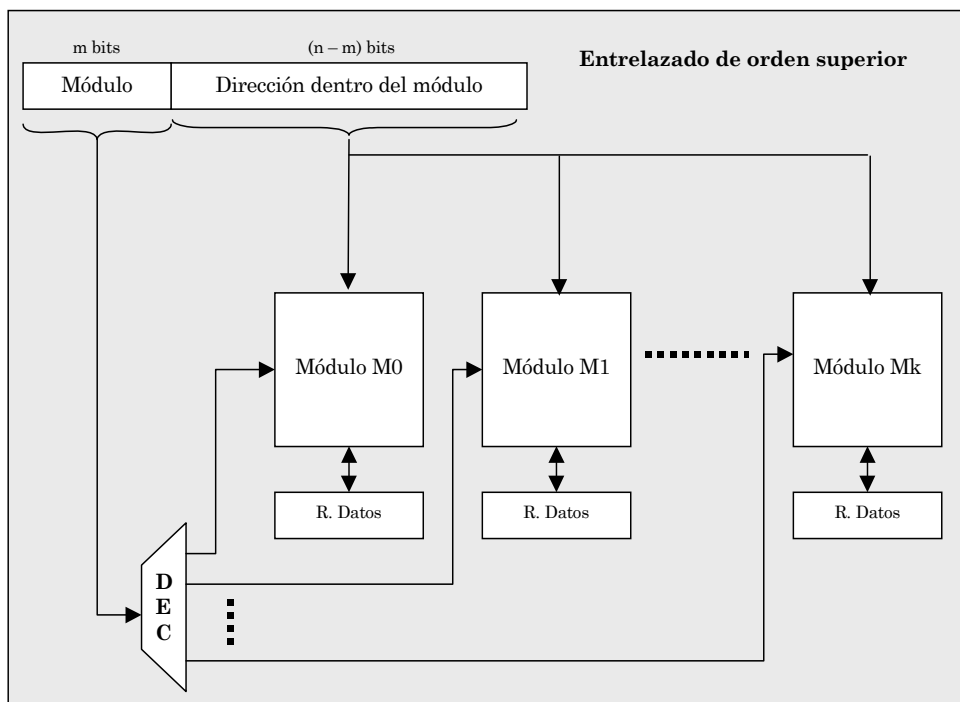 m bits
(n – m) bits
Entrelazado de orden superior
Módulo
Dirección dentro del módulo
Módulo M0
Módulo M1
Módulo Mk
R. Datos
R. Datos
R. Datos
D
E
C